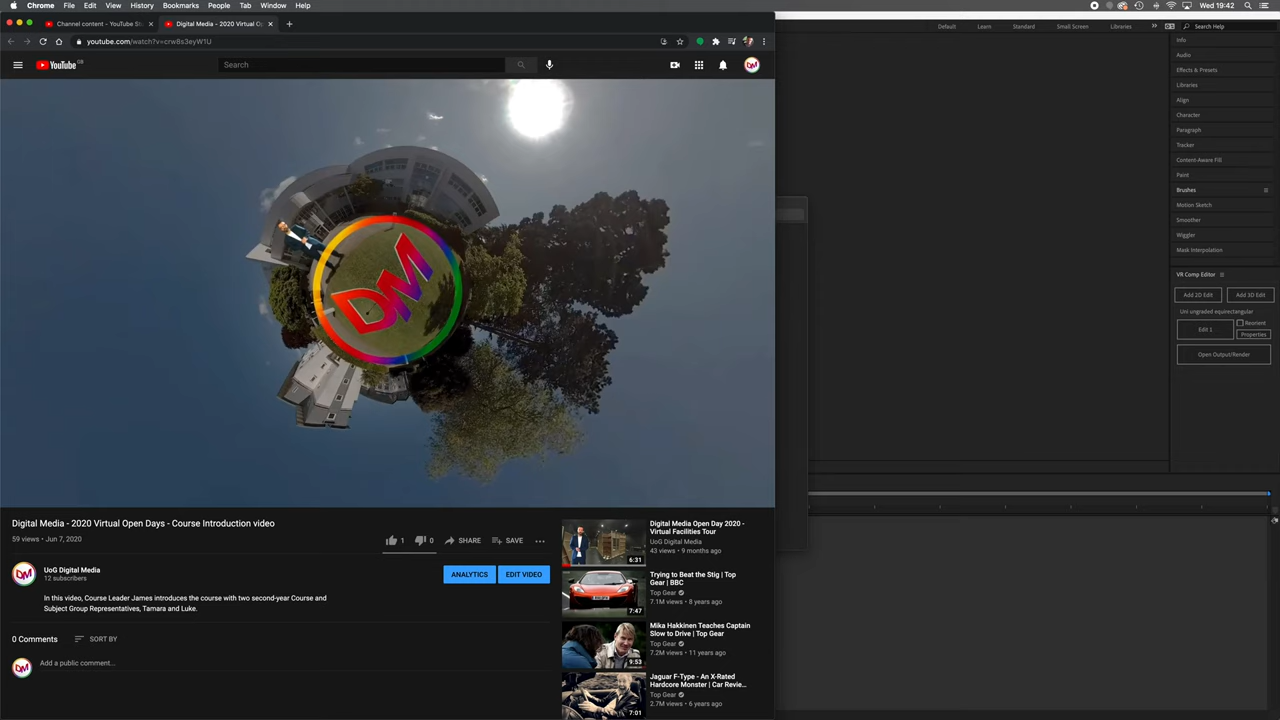 Chrome File Edit View History Bookmarks People Tab Window Help
Wed 19:42
Channel content - YouTube St
Digital Media - 2020 Virtual Op
youtube.com/watch?v=crw8s3eyW1U
YouTube GB
Search
DM
DM
Digital Media - 2020 Virtual Open Days - Course Introduction video
59 views • Jun 7, 2020
1 0 SHARE SAVE
DM
UoG Digital Media
12 subscribers
ANALYTICS EDIT VIDEO
In this video, Course Leader James introduces the course with two second-year Course and
Subject Group Representatives, Tamara and Luke.
0 Comments SORT BY
DM
Add a public comment...
Digital Media Open Day 2020 -
Virtual Facilities Tour
UoG Digital Media
43 views • 9 months ago
6:31
Trying to Beat the Stig | Top
Gear | BBC
Top Gear
7.1M views • 8 years ago
7:47
Mika Hakkinen Teaches Captain
Slow to Drive | Top Gear
Top Gear
7.2M views • 11 years ago
9:53
Jaguar F-Type - An X-Rated
Hardcore Monster | Car Revie...
Top Gear
2.7M views • 6 years ago
7:01
Default Learn Standard Small Screen Libraries
Search Help
Info
Audio
Effects & Presets
Libraries
Align
Character
Paragraph
Tracker
Content-Aware Fill
Paint
Brushes
Motion Sketch
Smoother
Wiggler
Mask Interpolation
VR Comp Editor
Add 2D Edit Add 3D Edit
Uni ungraded equirectangular
Edit 1
Reorient
Properties
Open Output/Render